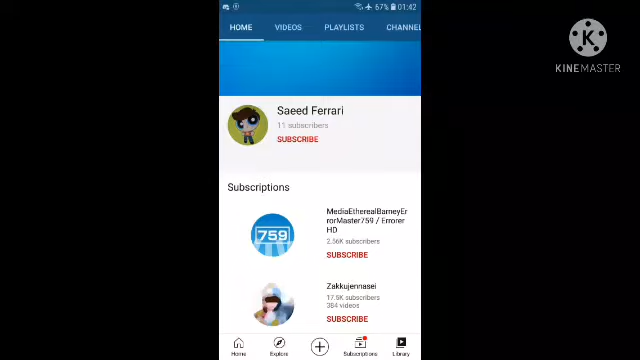 67% 01:42
HOME VIDEOS PLAYLISTS CHANNEL
KINEMASTER
Saeed Ferrari
11 subscribers
SUBSCRIBE
Subscriptions
MediaEtherealBarneyEr
rorMaster759 / Errorer
HD
759
2.56K subscribers
SUBSCRIBE
Zakkujennasei
17.5K subscribers
384 videos
SUBSCRIBE
Home Explore Subscriptions Library